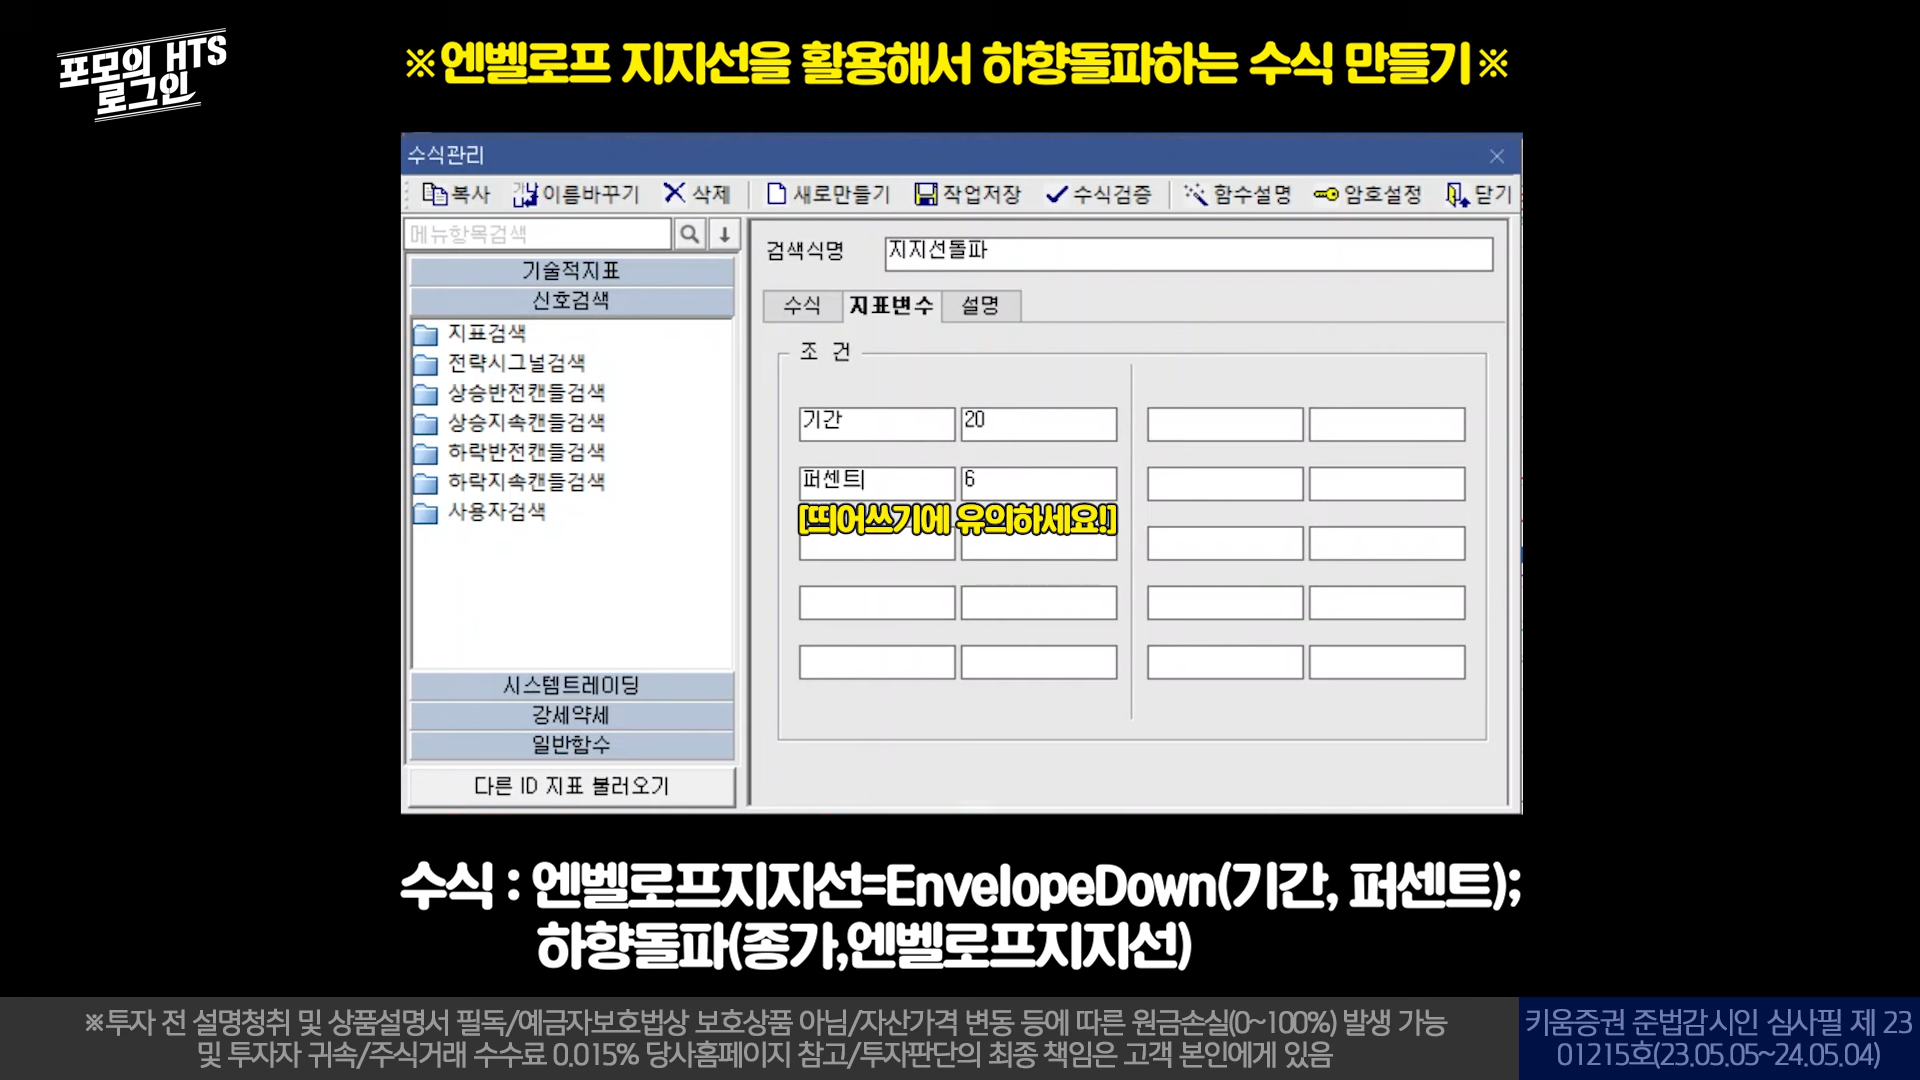 포모의 HTS
로그인
※엔벨로프 지지선을 활용해서 하향돌파하는 수식 만들기※
수식관리
복사 이름바꾸기 삭제 새로만들기 작업저장 수식검증 함수설명 암호설정 닫기
메뉴항목검색
기술적지표
신호검색
지표검색
전략시그널검색
상승반전캔들검색
상승지속캔들검색
하락반전캔들검색
하락지속캔들검색
사용자검색
시스템트레이딩
강세약세
일반함수
다른 ID 지표 불러오기
검색식명 지지선돌파
수식 지표변수 설명
조 건
기간 20
퍼센트 6
[띄어쓰기에 유의하세요!]
수식 : 엔벨로프지지선=EnvelopeDown(기간, 퍼센트);
하향돌파(종가,엔벨로프지지선)
※투자 전 설명청취 및 상품설명서 필독/예금자보호법상 보호상품 아님/자산가격 변동 등에 따른 원금손실(0~100%) 발생 가능
및 투자자 귀속/주식거래 수수료 0.015% 당사홈페이지 참고/투자판단의 최종 책임은 고객 본인에게 있음
키움증권 준법감시인 심사필 제 23
01215호(23.05.05~24.05.04)